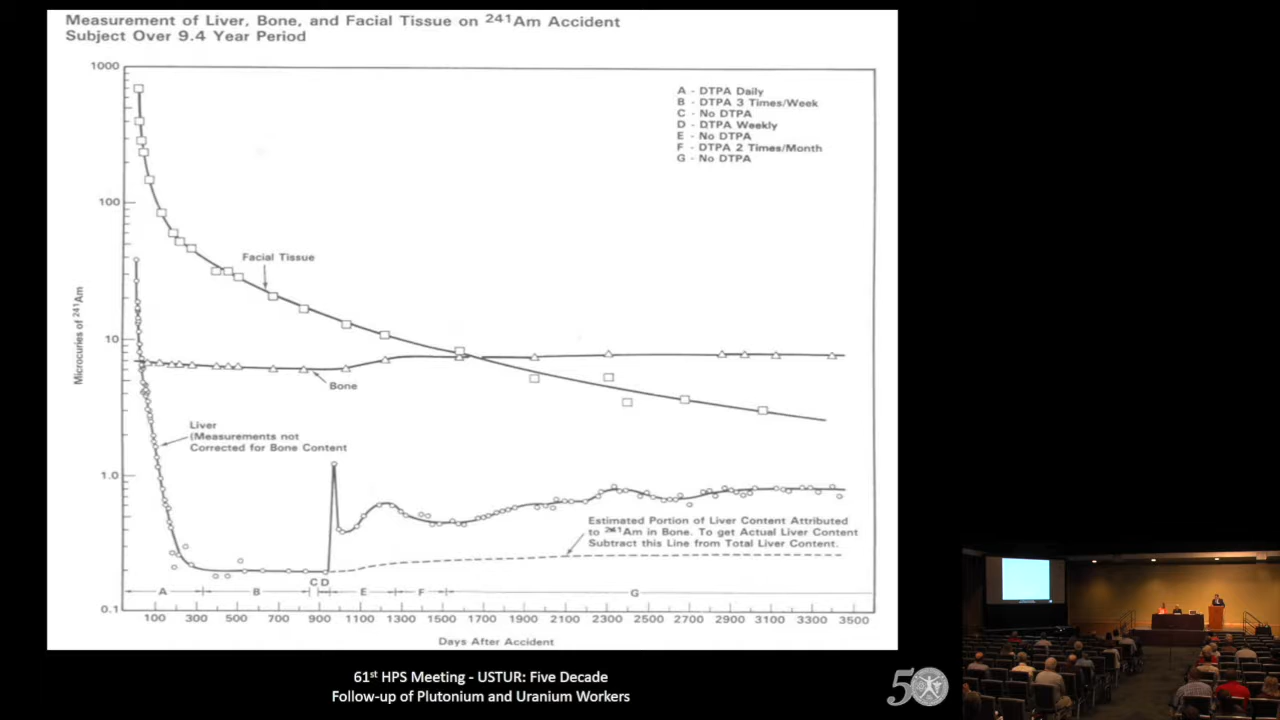 Measurement of Liver, Bone, and Facial Tissue on ²⁴¹Am Accident
Subject Over 9.4 Year Period
1000
A - DTPA Daily
B - DTPA 3 Times/Week
C - No DTPA
D - DTPA Weekly
E - No DTPA
F - DTPA 2 Times/Month
G - No DTPA
100
Facial Tissue
Microcuries of ²⁴¹Am
10
Bone
Liver
(Measurements not
Corrected for Bone Content
1.0
Estimated Portion of Liver Content Attributed
to ²⁴¹Am in Bone. To get Actual Liver Content
Subtract this Line from Total Liver Content.
C D
A B E F G
0.1
100 300 500 700 900 1100 1300 1500 1700 1900 2100 2300 2500 2700 2900 3100 3300 3500
Days After Accident
61st HPS Meeting - USTUR: Five Decade
Follow-up of Plutonium and Uranium Workers
50